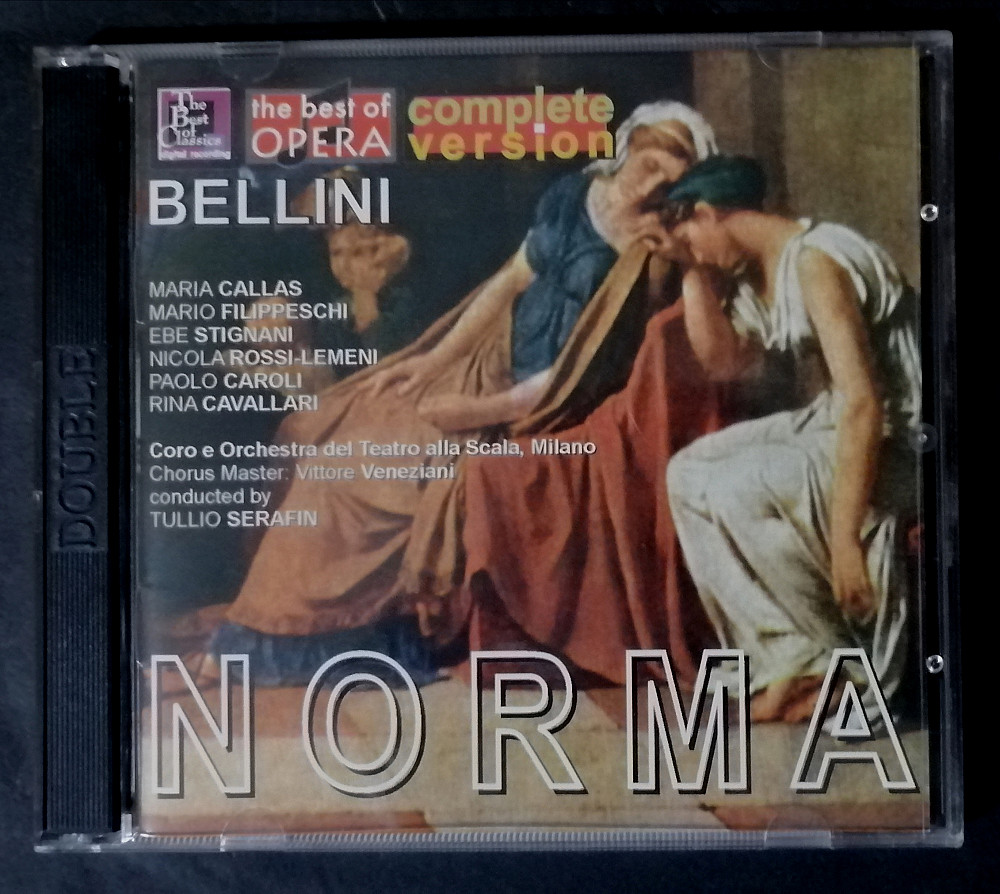 DOUBLE
The
Best
of
Classics
digital recording
the best of
OPERA
complete
version
BELLINI
MARIA CALLAS
MARIO FILIPPESCHI
EBE STIGNANI
NICOLA ROSSI-LEMENI
PAOLO CAROLI
RINA CAVALLARI
Coro e Orchestra del Teatro alla Scala, Milano
Chorus Master: Vittore Veneziani
conducted by
TULLIO SERAFIN
NORMA